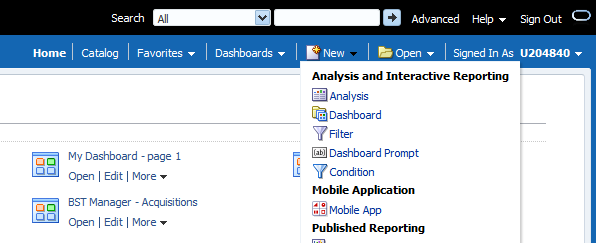 Search All Advanced Help Sign Out
Home Catalog Favorites Dashboards New Open Signed In As U204840
Analysis and Interactive Reporting
Analysis
Dashboard
Filter
Dashboard Prompt
Condition
Mobile Application
Mobile App
Published Reporting
My Dashboard - page 1
Open | Edit | More
BST Manager - Acquisitions
Open | Edit | More